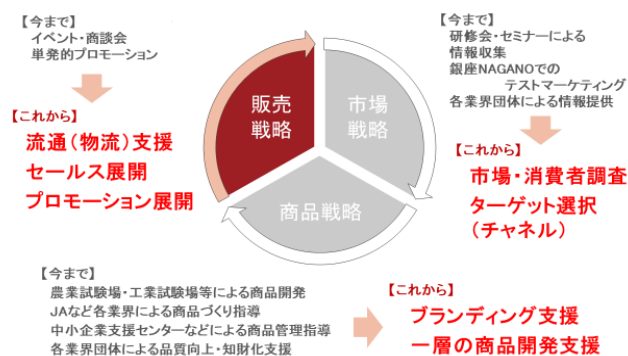 【今まで】
イベント・商談会
単発的プロモーション
【これから】
流通(物流)支援
セールス展開
プロモーション展開
販売
戦略
市場
戦略
商品戦略
【今まで】
研修会・セミナーによる
情報収集
銀座NAGANOでの
テストマーケティング
各業界団体による情報提供
【これから】
市場・消費者調査
ターゲット選択
(チャネル)
【今まで】
農業試験場・工業試験場等による商品開発
JAなど各業界による商品づくり指導
中小企業支援センターなどによる商品管理指導
各業界団体による品質向上・知財化支援
【これから】
ブランディング支援
一層の商品開発支援